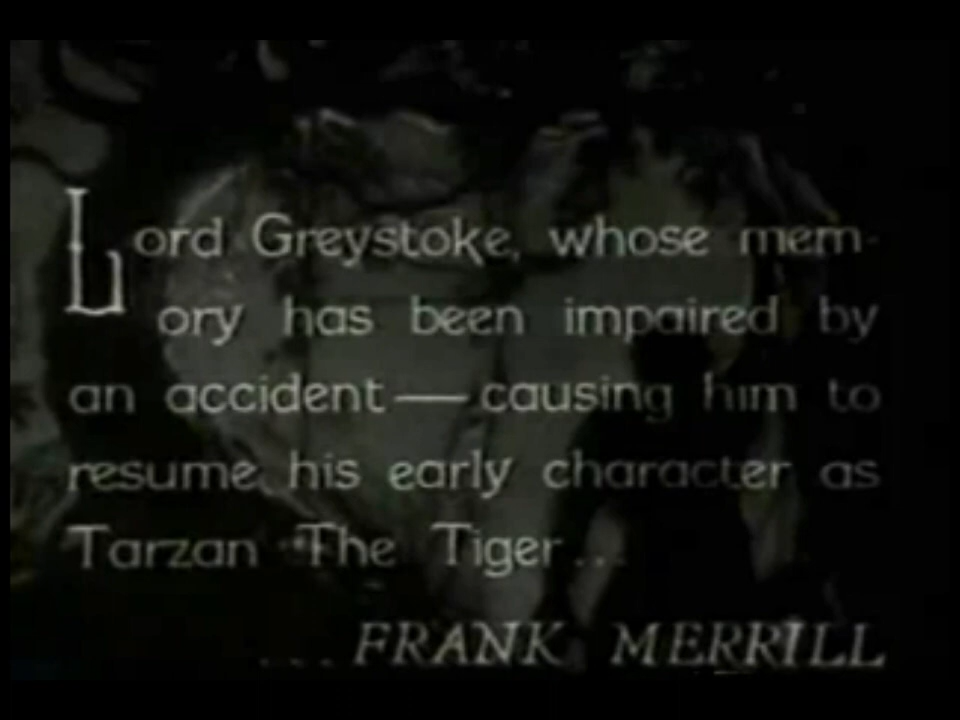 Lord Greystoke, whose mem-
ory has been impaired by
an accident — causing him to
resume his early character as
Tarzan The Tiger...
...FRANK MERRILL